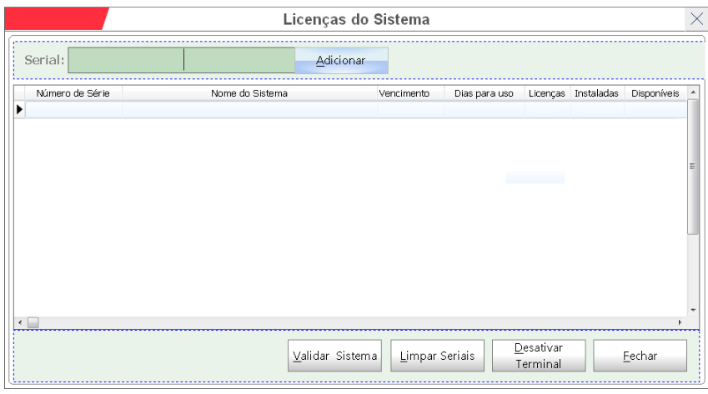 Licenças do Sistema
Serial: Adicionar
Número de Série Nome do Sistema Vencimento Dias para uso Licenças Instaladas Disponíveis
Validar Sistema Limpar Seriais Desativar Terminal Fechar